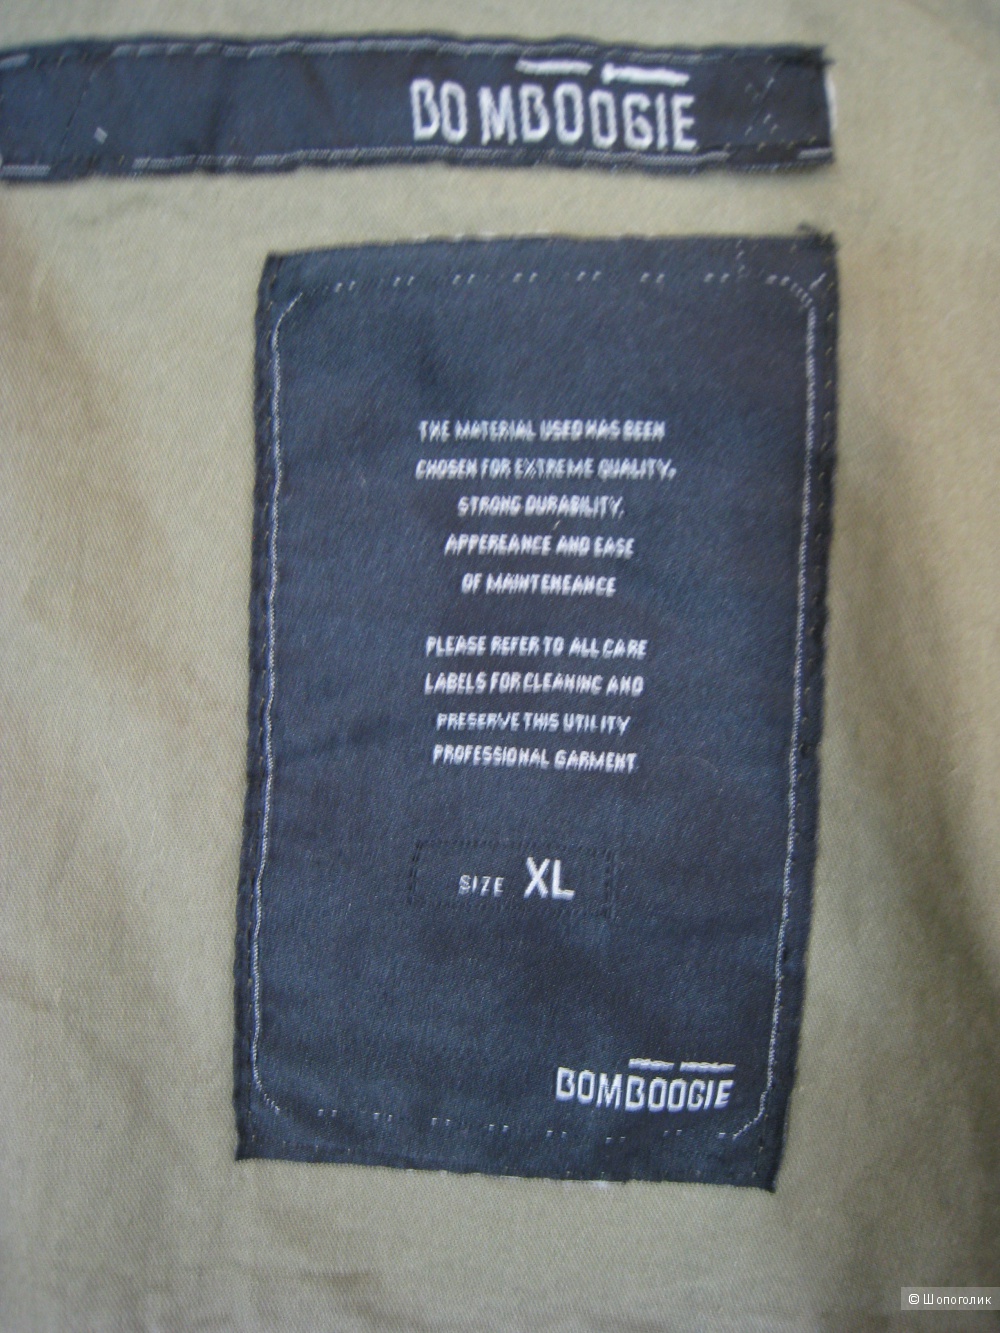 BOMBOOGIE
THE MATERIAL USED HAS BEEN
CHOSEN FOR EXTREME QUALITY,
STRONG DURABILITY,
APPEREANCE AND EASE
OF MAINTENEANCE
PLEASE REFER TO ALL CARE
LABELS FOR CLEANING AND
PRESERVE THIS UTILITY
PROFESSIONAL GARMENT
SIZE XL
BOMBOOGIE
© Шопоголик